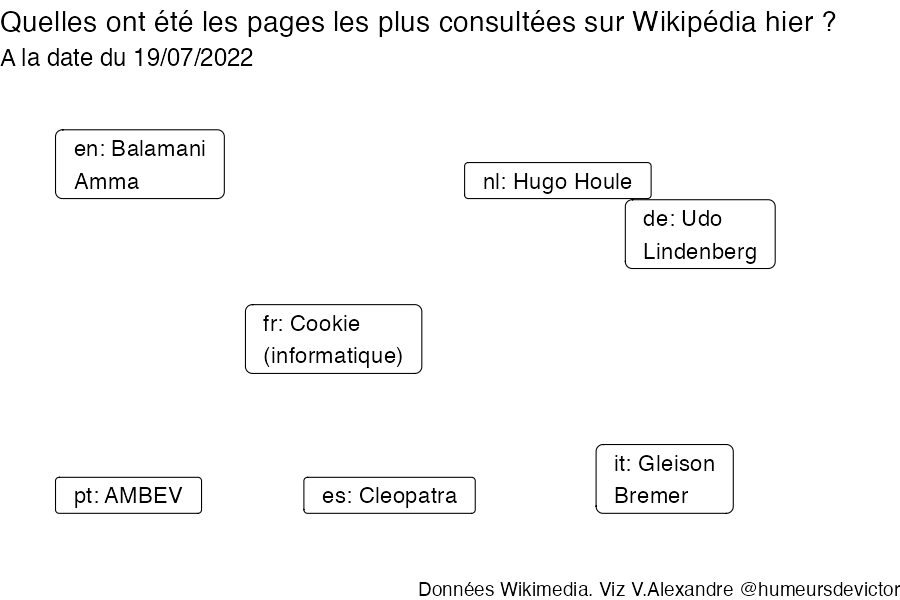 Quelles ont été les pages les plus consultées sur Wikipédia hier ?
A la date du 19/07/2022
en: Balamani
Amma
nl: Hugo Houle
de: Udo
Lindenberg
fr: Cookie
(informatique)
it: Gleison
Bremer
pt: AMBEV
es: Cleopatra
Données Wikimedia. Viz V.Alexandre @humeursdevictor